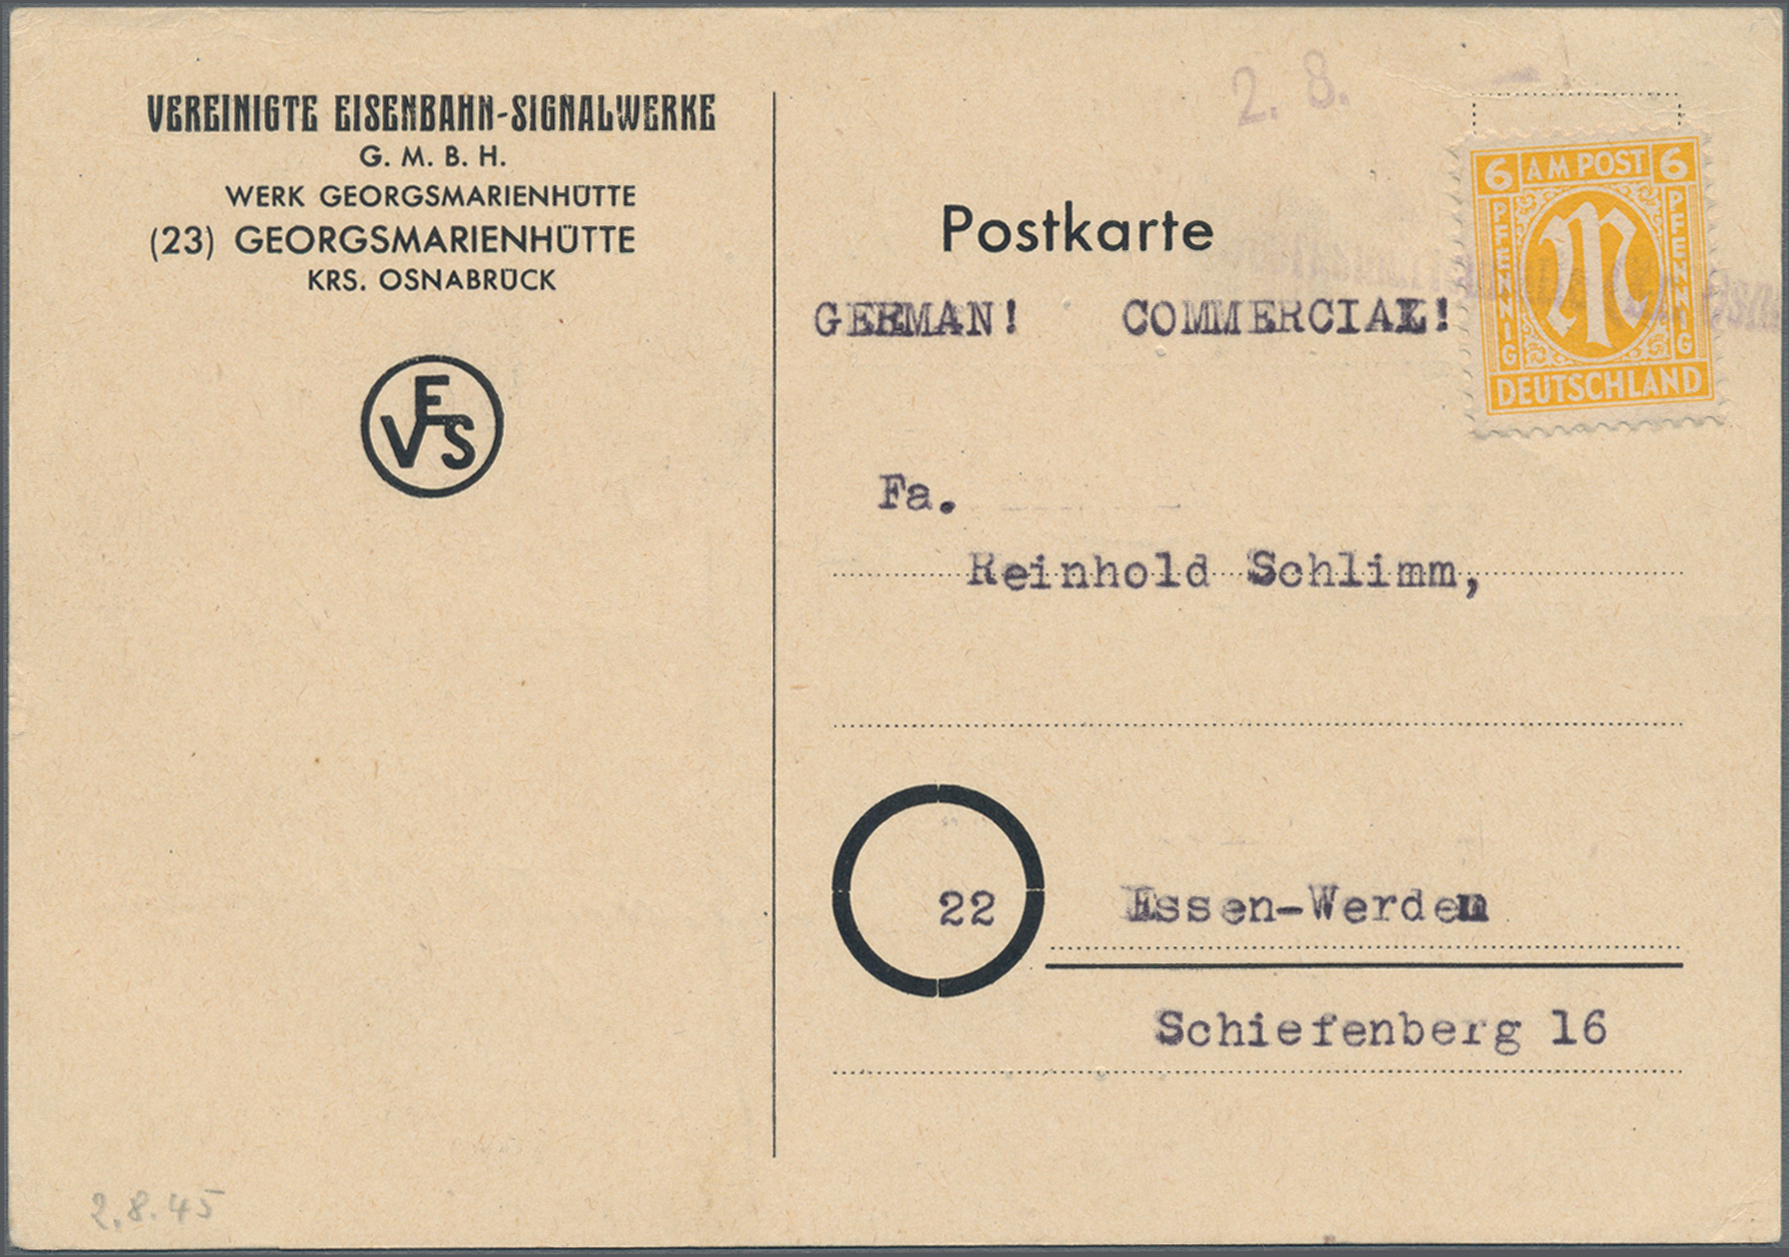 VEREINIGTE EISENBAHN-SIGNALWERKE
G. M. B. H.
WERK GEORGSMARIENHÜTTE
(23) GEORGSMARIENHÜTTE
KRS. OSNABRÜCK
VES
2. 8.
6 AM POST 6
PFENNIG
PFENNIG
DEUTSCHLAND
Postkarte
GERMAN! COMMERCIAL!
Fa.
Reinhold Schlimm,
22 Essen-Werden
Schiefenberg 16
2.8.45